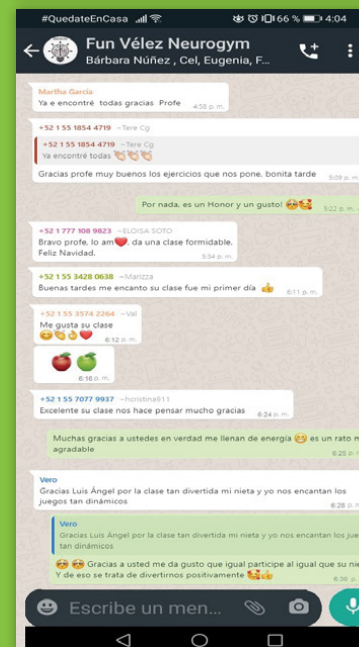 #QuedateEnCasa 66 % 4:04
Fun Vélez Neurogym
Bárbara Núñez , Cel, Eugenia, F...
Martha García
Ya e encontré todas gracias Profe 4:58 p. m.
+52 1 55 1854 4719 ~Tere Cg
+52 1 55 1854 4719 ~Tere Cg
Ya encontré todas 👏👏👏
Gracias profe muy buenos los ejercicios que nos pone, bonita tarde 5:09 p. m.
Por nada, es un Honor y un gusto! 5:22 p. m.
+52 1 777 108 9823 ~ELOISA SOTO
Bravo profe, lo am❤️, da una clase formidable.
Feliz Navidad. 5:34 p. m.
+52 1 55 3428 0638 ~Marizza
Buenas tardes me encanto su clase fue mi primer día 👍 6:11 p. m.
+52 1 55 3574 2264 ~Val
Me gusta su clase
6:12 p. m.
🍎🍏
6:16 p. m.
+52 1 55 7077 9937
Excelente su clase nos hace pensar mucho gracias 6:24 p. m.
Muchas gracias a ustedes en verdad me llenan de energía es un rato m
agradable 6:25 p.
Vero
Gracias Luis Ángel por la clase tan divertida mi nieta y yo nos encantan los
juegos tan dinámicos 6:28 p. m.
Vero
Gracias Luis Ángel por la clase tan divertida mi nieta y yo nos encantan los jue
tan dinámicos
Gracias a usted me da gusto que igual participe al igual que su nie
Y de eso se trata de divertirnos positivamente 6:38 p.
Escribe un men...